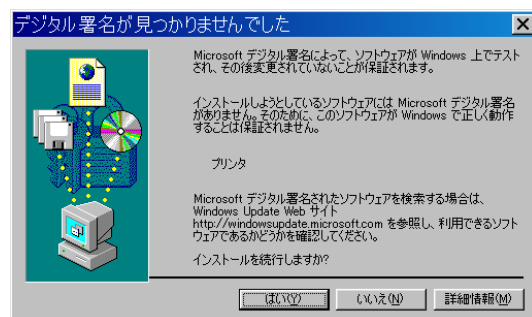 デジタル署名が見つかりませんでした
Microsoft デジタル署名によって、ソフトウェアが Windows 上でテスト
され、その後変更されていないことが保証されます。
インストールしようとしているソフトウェアには Microsoft デジタル署名
がありません。そのために、このソフトウェアが Windows で正しく動作
することは保証されません。
プリンタ
Microsoft デジタル署名されたソフトウェアを検索する場合は、
Windows Update Web サイト
http://windowsupdate.microsoft.com を参照し、利用できるソフト
ウェアであるかどうかを確認してください。
インストールを続行しますか?
はい(Y) いいえ(N) 詳細情報(M)